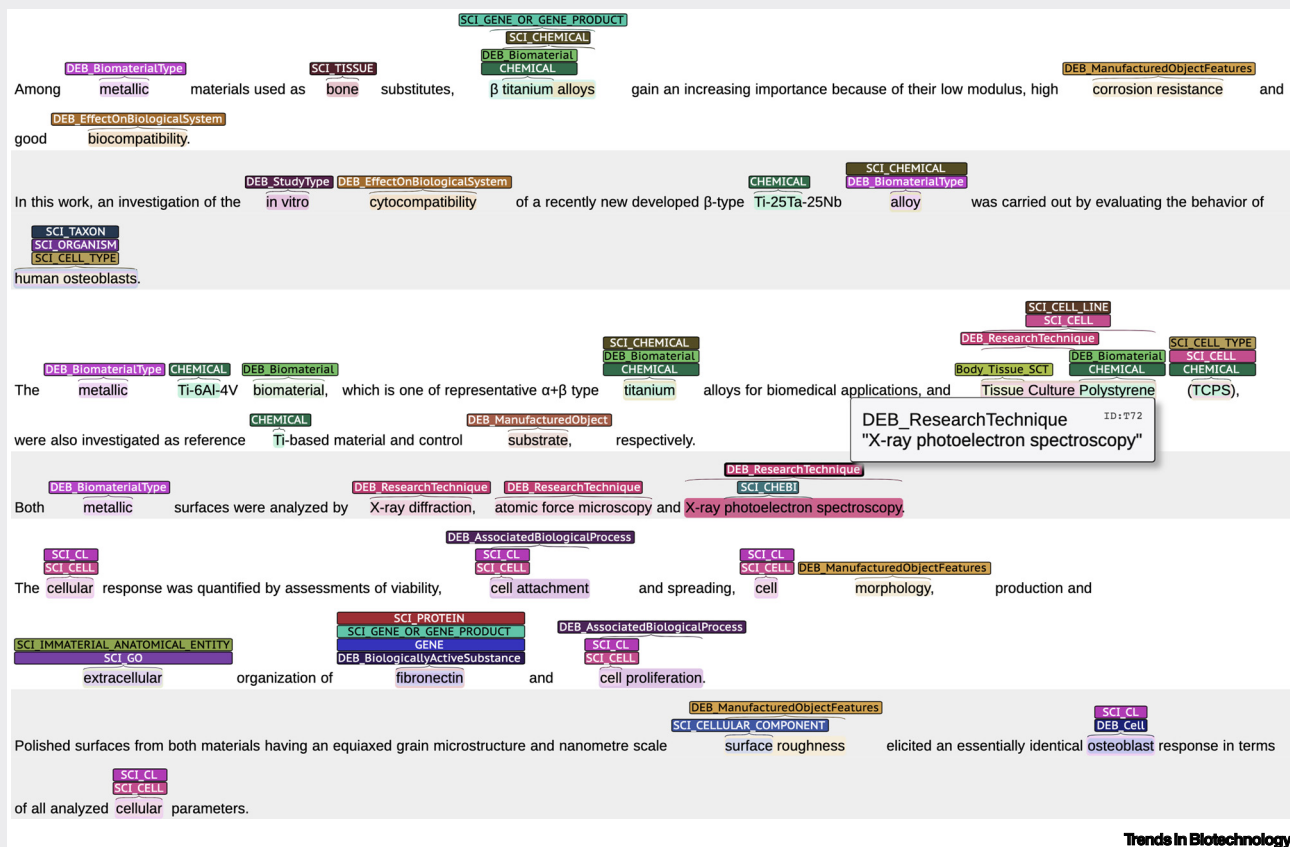 SCI_GENE_OR_GENE_PRODUCT
SCI_CHEMICAL
DEB_Biomaterial
DEB_BiomaterialType SCI_TISSUE CHEMICAL DEB_ManufacturedObjectFeatures
Among metallic materials used as bone substitutes, β titanium alloys gain an increasing importance because of their low modulus, high corrosion resistance and
DEB_EffectOnBiologicalSystem
good biocompatibility.
SCI_CHEMICAL
DEB_StudyType DEB_EffectOnBiologicalSystem CHEMICAL DEB_BiomaterialType
In this work, an investigation of the in vitro cytocompatibility of a recently new developed β-type Ti-25Ta-25Nb alloy was carried out by evaluating the behavior of
SCI_TAXON
SCI_ORGANISM
SCI_CELL_TYPE
human osteoblasts.
SCI_CELL_LINE
SCI_CELL
DEB_ResearchTechnique
SCI_CHEMICAL SCI_CELL_TYPE
DEB_Biomaterial DEB_Biomaterial SCI_CELL
DEB_BiomaterialType CHEMICAL DEB_Biomaterial CHEMICAL Body_Tissue_SCT CHEMICAL CHEMICAL
The metallic Ti-6Al-4V biomaterial, which is one of representative α+β type titanium alloys for biomedical applications, and Tissue Culture Polystyrene (TCPS),
CHEMICAL DEB_ManufacturedObject
were also investigated as reference Ti-based material and control substrate, respectively.
DEB_ResearchTechnique ID:T72
"X-ray photoelectron spectroscopy"
DEB_ResearchTechnique
DEB_BiomaterialType DEB_ResearchTechnique DEB_ResearchTechnique SCI_CHEBI
Both metallic surfaces were analyzed by X-ray diffraction, atomic force microscopy and X-ray photoelectron spectroscopy.
DEB_AssociatedBiologicalProcess
SCI_CL SCI_CL SCI_CL
SCI_CELL SCI_CELL SCI_CELL DEB_ManufacturedObjectFeatures
The cellular response was quantified by assessments of viability, cell attachment and spreading, cell morphology, production and
SCI_PROTEIN
SCI_GENE_OR_GENE_PRODUCT DEB_AssociatedBiologicalProcess
SCI_IMMATERIAL_ANATOMICAL_ENTITY GENE SCI_CL
SCI_GO DEB_BiologicallyActiveSubstance SCI_CELL
extracellular organization of fibronectin and cell proliferation.
DEB_ManufacturedObjectFeatures SCI_CL
SCI_CELLULAR_COMPONENT DEB_Cell
Polished surfaces from both materials having an equiaxed grain microstructure and nanometre scale surface roughness elicited an essentially identical osteoblast response in terms
SCI_CL
SCI_CELL
of all analyzed cellular parameters.
Trends in Biotechnology